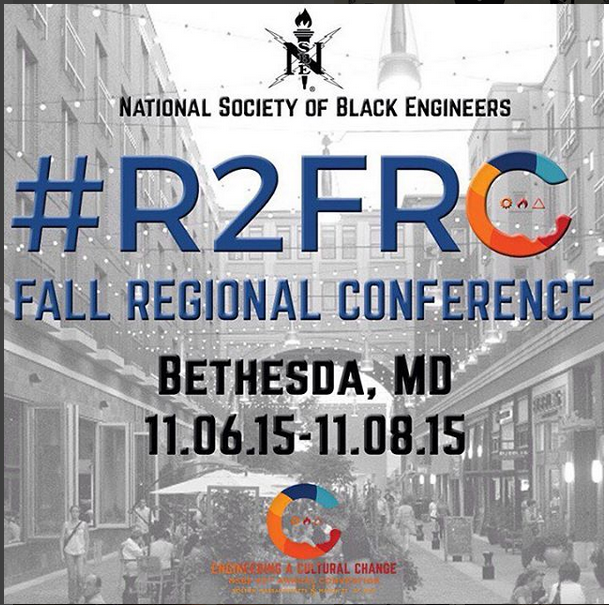 NSBE
NATIONAL SOCIETY OF BLACK ENGINEERS
#R2FRC
FALL REGIONAL CONFERENCE
BETHESDA, MD
11.06.15-11.08.15
ENGINEERING A CULTURAL CHANGE